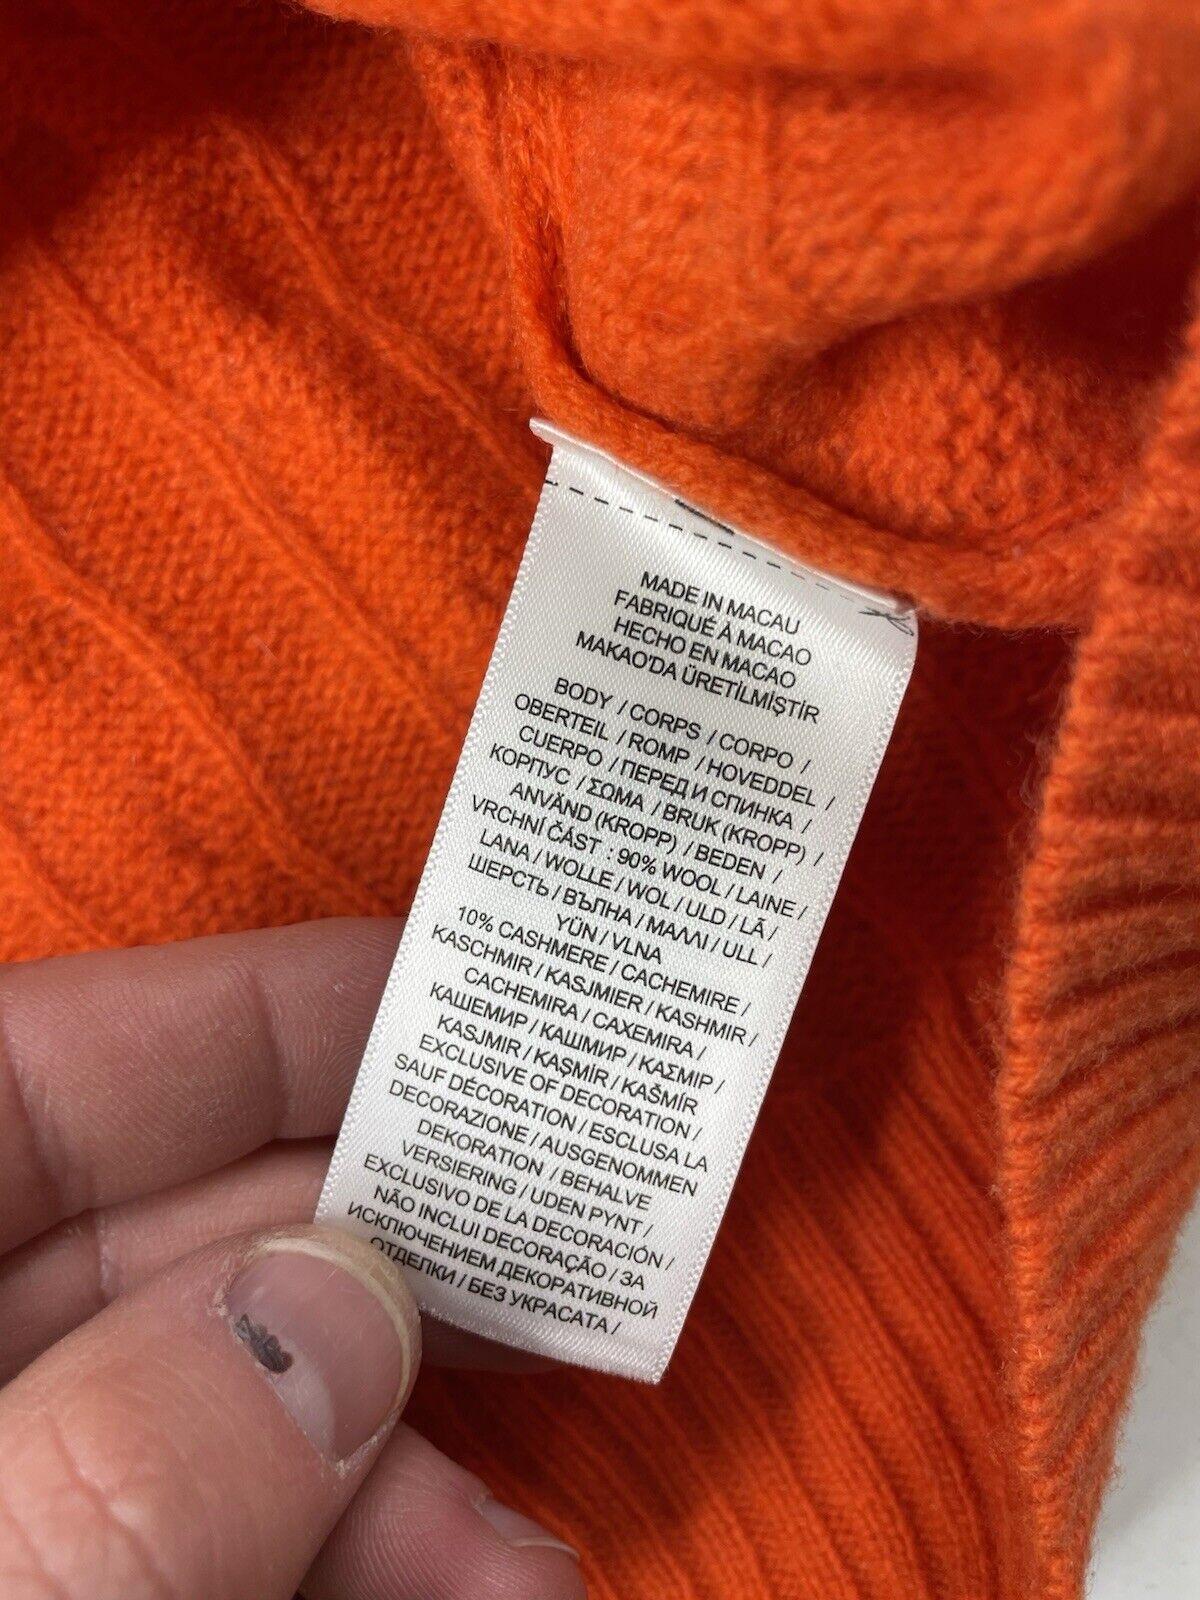 MADE IN MACAU
FABRIQUÉ À MACAO
HECHO EN MACAO
MAKAO'DA ÜRETİLMİŞTİR
BODY / CORPS / CORPO /
OBERTEIL / ROMP / HOVEDDEL /
CUERPO / ПЕРЕД И СПИНКА /
КОРПУС / ΣΩΜΑ / BRUK (KROPP) /
ANVÄND (KROPP) / BEDEN /
VRCHNÍ ČÁST : 90% WOOL / LAINE /
LANA / WOLLE / WOL / ULD / LÃ /
ШЕРСТЬ / ВЪЛНА / ΜΑΛΛΙ / ULL /
YÜN / VLNA
10% CASHMERE / CACHEMIRE /
KASCHMIR / KASJMIER / KASHMIR /
CACHEMIRA / CAXEMIRA /
КАШЕМИР / КАШМИР / ΚΑΣΜΙΡ /
KASJMIR / KAŞMİR / KAŠMÍR
EXCLUSIVE OF DECORATION /
SAUF DÉCORATION / ESCLUSA LA
DECORAZIONE / AUSGENOMMEN
DEKORATION / BEHALVE
VERSIERING / UDEN PYNT /
EXCLUSIVO DE LA DECORACIÓN /
NÃO INCLUI DECORAÇÃO / ЗА
ИСКЛЮЧЕНИЕМ ДЕКОРАТИВНОЙ
ОТДЕЛКИ / БЕЗ УКРАСАТА /